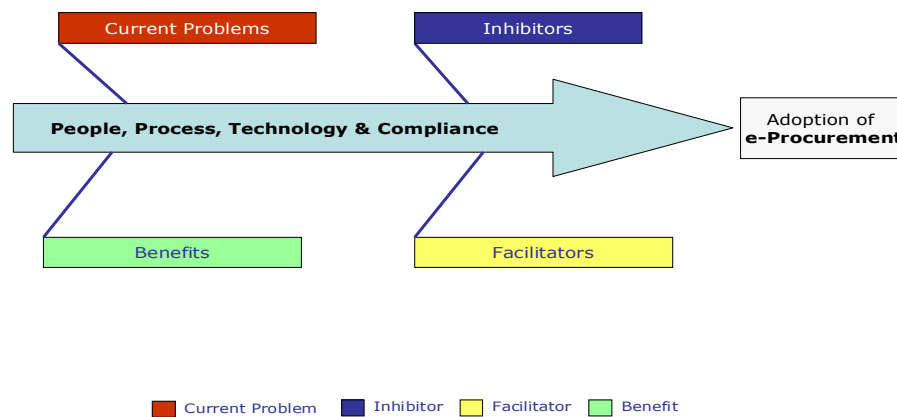 Current Problems
Inhibitors
People, Process, Technology & Compliance
Adoption of
e-Procurement
Benefits
Facilitators
Current Problem
Inhibitor
Facilitator
Benefit